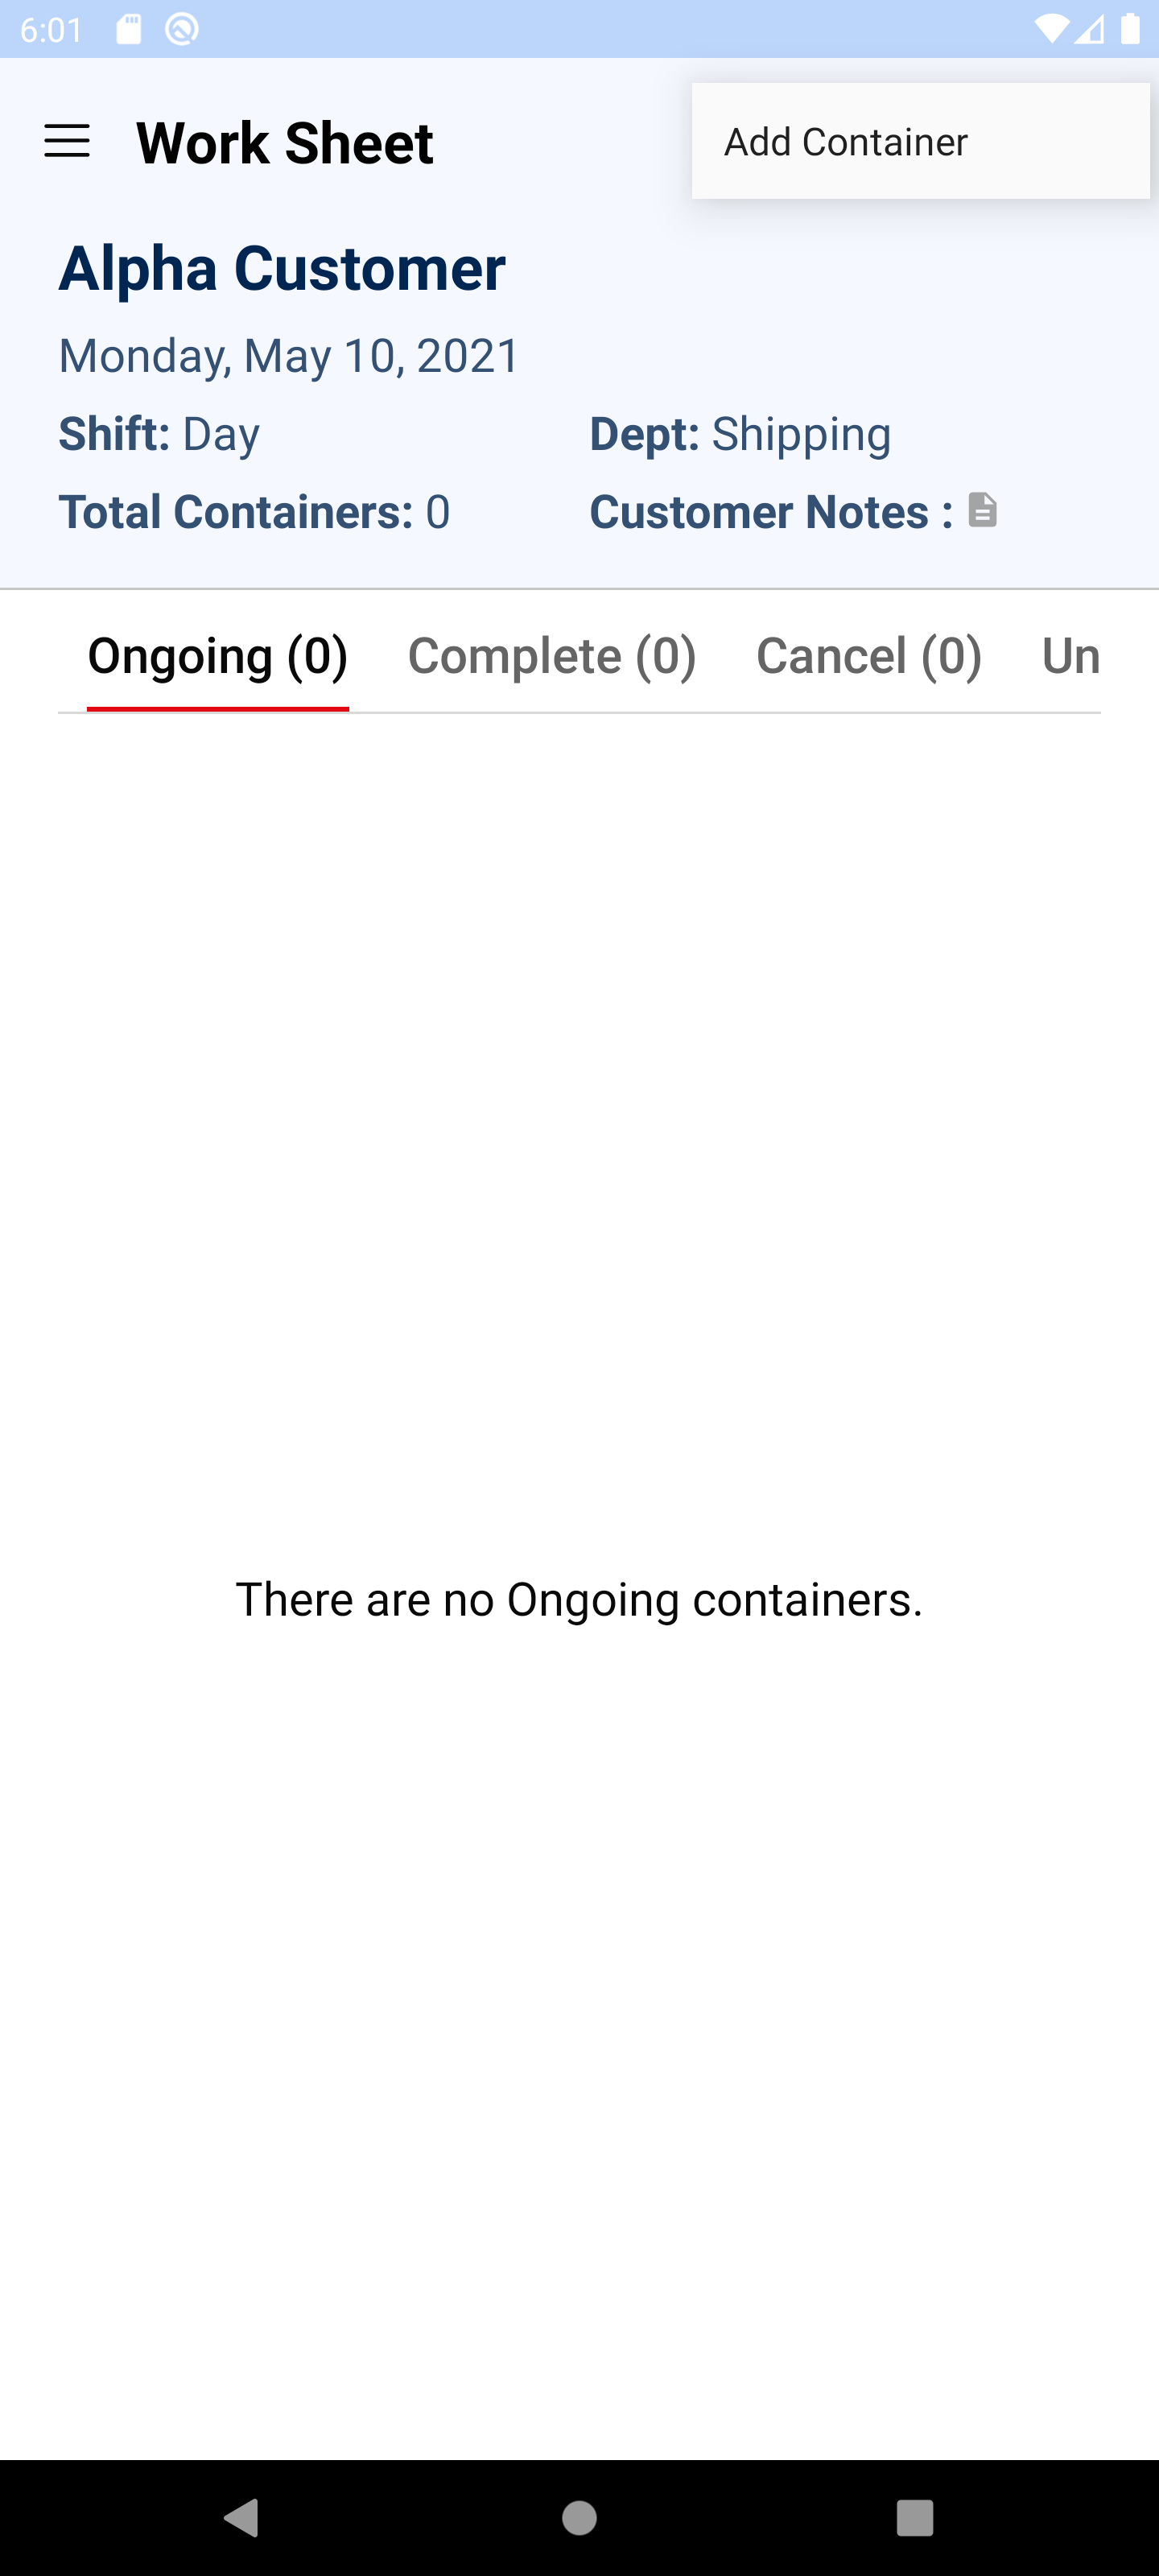 6:01
Work Sheet
Add Container
Alpha Customer
Monday, May 10, 2021
Shift: Day
Dept: Shipping
Total Containers: 0
Customer Notes :
Ongoing (0) Complete (0) Cancel (0) Un
There are no Ongoing containers.